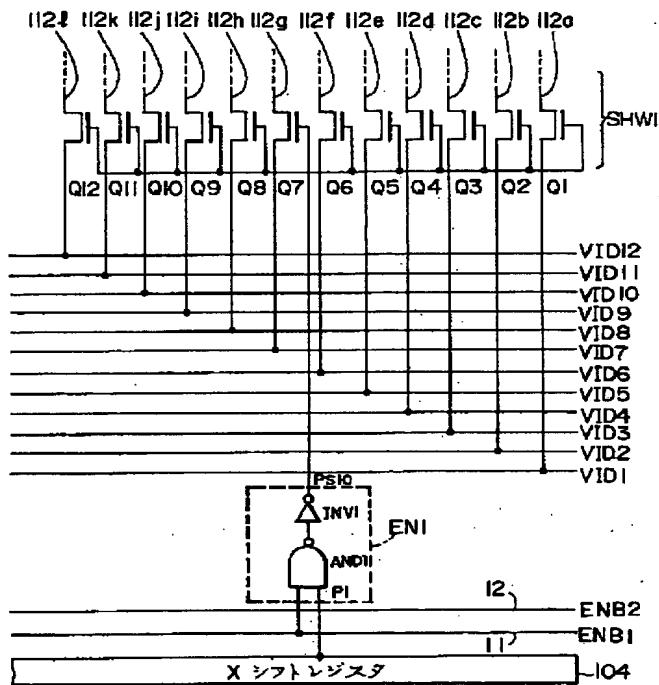 112ℓ 112k 112j 112i 112h 112g 112f 112e 112d 112c 112b 112a
SHW1
Q12 Q11 Q10 Q9 Q8 Q7 Q6 Q5 Q4 Q3 Q2 Q1
VID12
VID11
VID10
VID9
VID8
VID7
VID6
VID5
VID4
VID3
VID2
VID1
PS10
INV1
EN1
AND11
P1
12
ENB2
ENB1
11
X シフトレジスタ
104